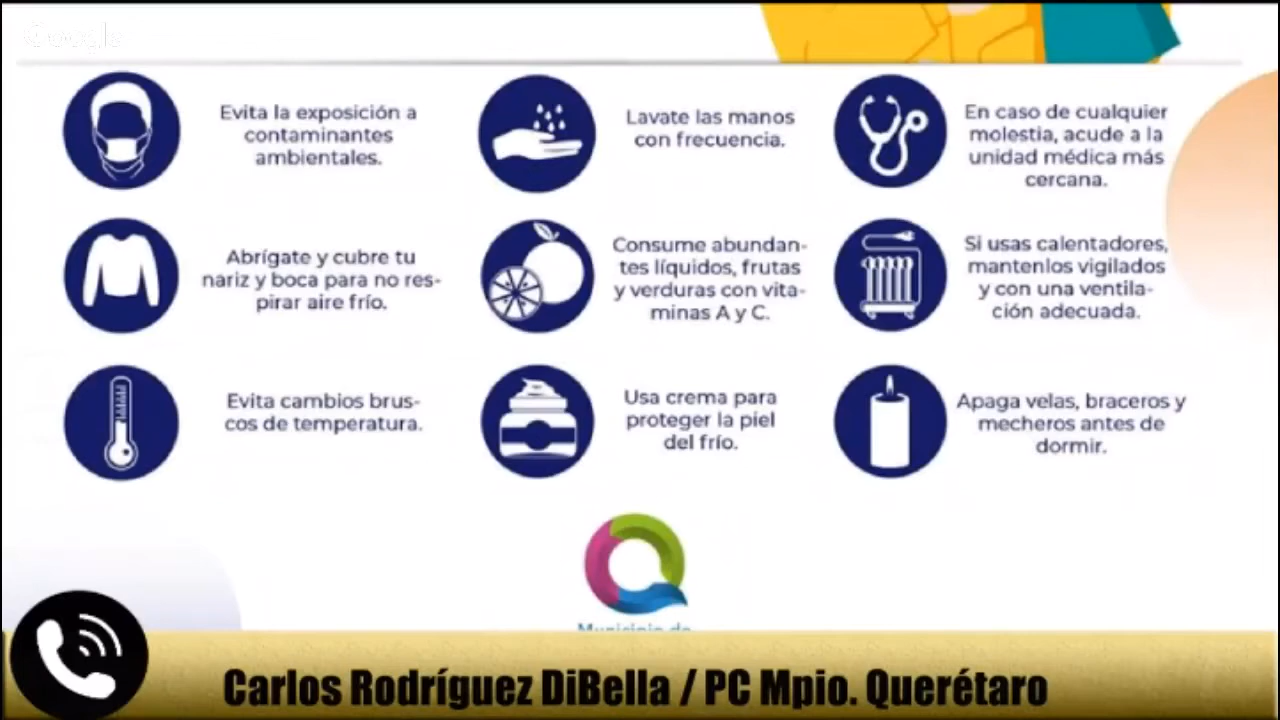 Google
Evita la exposición a
contaminantes
ambientales.
Lavate las manos
con frecuencia.
En caso de cualquier
molestia, acude a la
unidad médica más
cercana.
Abrígate y cubre tu
nariz y boca para no res-
pirar aire frío.
Consume abundan-
tes líquidos, frutas
y verduras con vita-
minas A y C.
Si usas calentadores,
mantenlos vigilados
y con una ventila-
ción adecuada.
Evita cambios brus-
cos de temperatura.
Usa crema para
proteger la piel
del frío.
Apaga velas, braceros y
mecheros antes de
dormir.
Municipio de
Carlos Rodríguez DiBella / PC Mpio. Querétaro